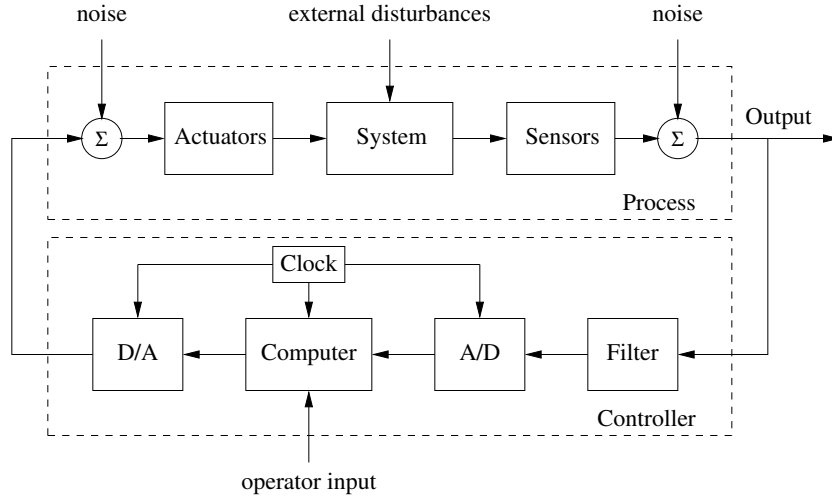 noise
external disturbances
noise
Σ
Actuators
System
Sensors
Σ
Output
Process
Clock
D/A
Computer
A/D
Filter
Controller
operator input